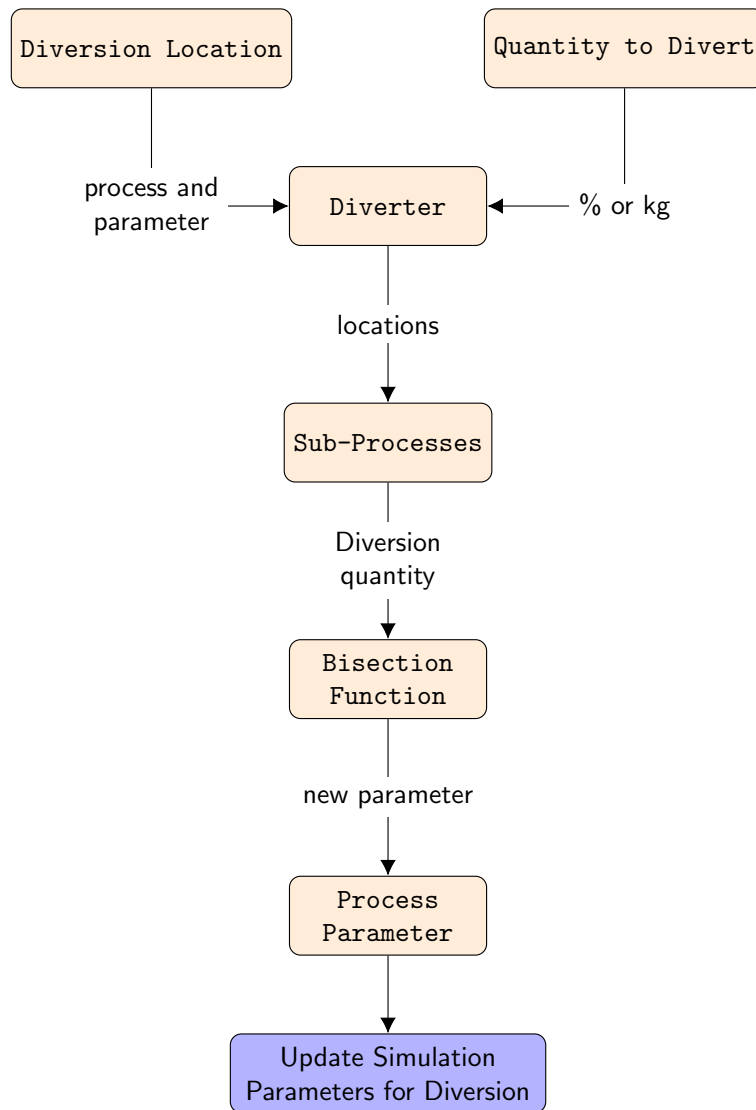 Diversion Location
Quantity to Divert
process and
parameter
Diverter
% or kg
locations
Sub-Processes
Diversion
quantity
Bisection
Function
new parameter
Process
Parameter
Update Simulation
Parameters for Diversion